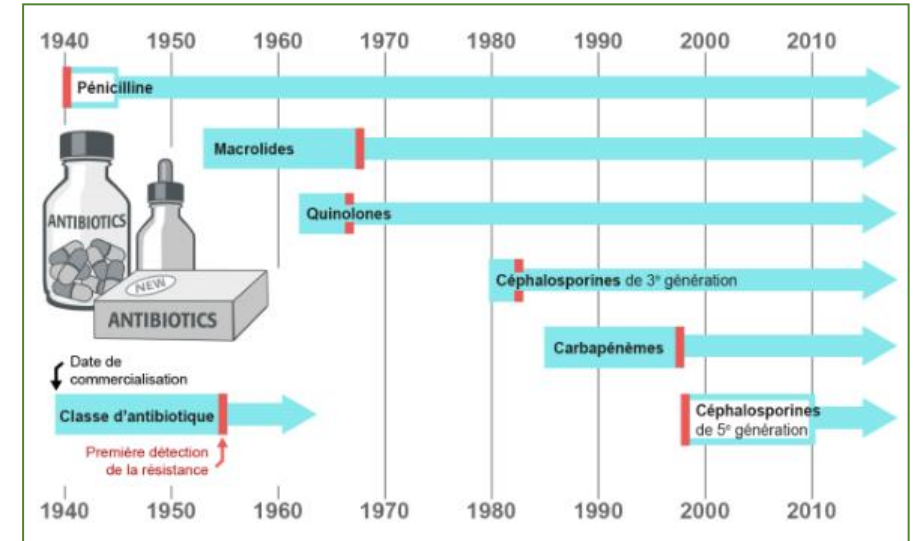 1940 1950 1960 1970 1980 1990 2000 2010
Pénicilline
Macrolides
Quinolones
Céphalosporines de 3e génération
Carbapénèmes
Céphalosporines
de 5e génération
ANTIBIOTICS
NEW
ANTIBIOTICS
Date de
commercialisation
Classe d'antibiotique
Première détection
de la résistance
1940 1950 1960 1970 1980 1990 2000 2010